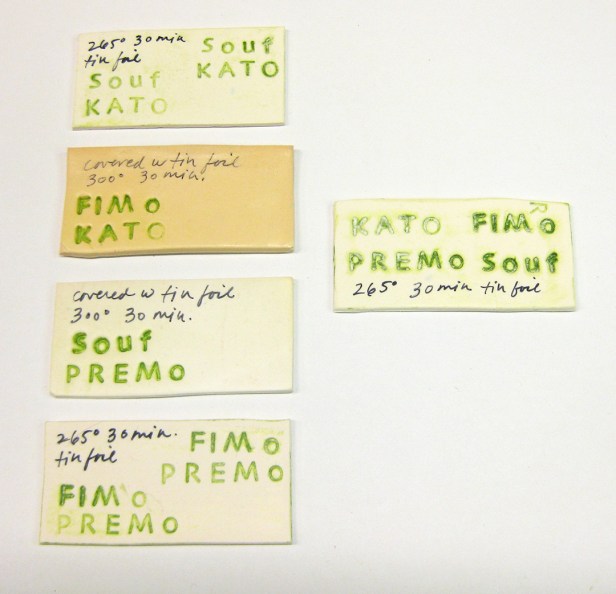 265° 30 min
tin foil
Souf
KATO
Souf
KATO
covered w tin foil
300° 30 min.
FIMO
KATO
covered w tin foil
300° 30 min.
Souf
PREMO
265° 30 min.
tin foil
FIMO
PREMO
FIMO
PREMO
KATO FIMO
PREMO Souf
265° 30 min tin foil